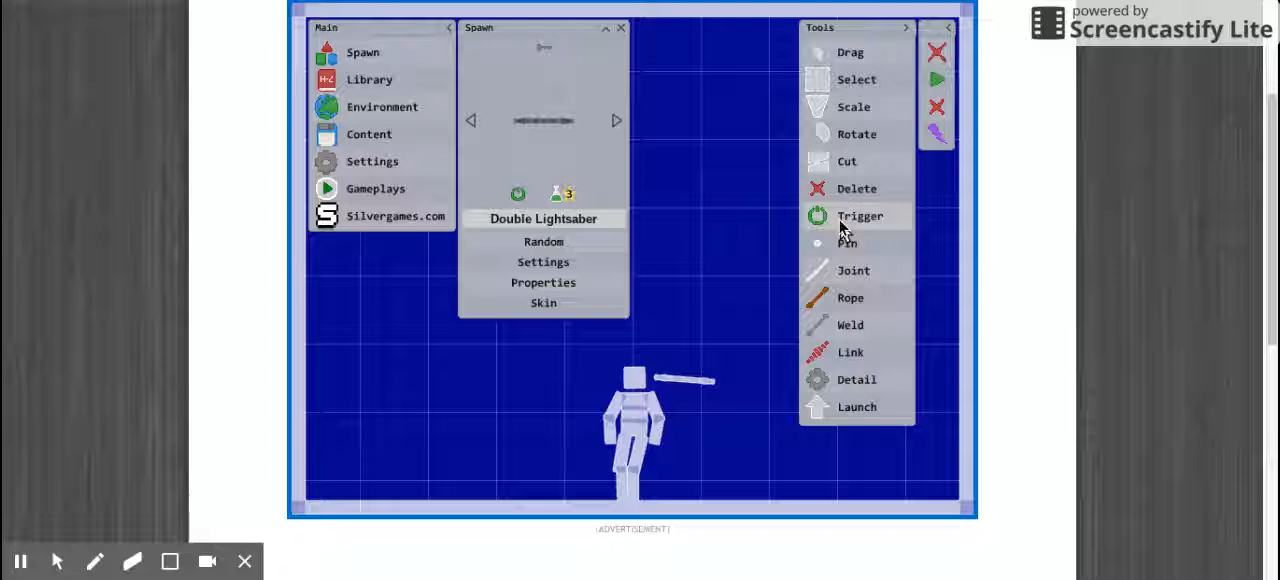 powered by
Screencastify Lite
Main
Spawn
Library
Environment
Content
Settings
Gameplays
Silvergames.com
Spawn
3
Double Lightsaber
Random
Settings
Properties
Skin
Tools
Drag
Select
Scale
Rotate
Cut
Delete
Trigger
Pin
Joint
Rope
Weld
Link
Detail
Launch
(ADVERTISEMENT)